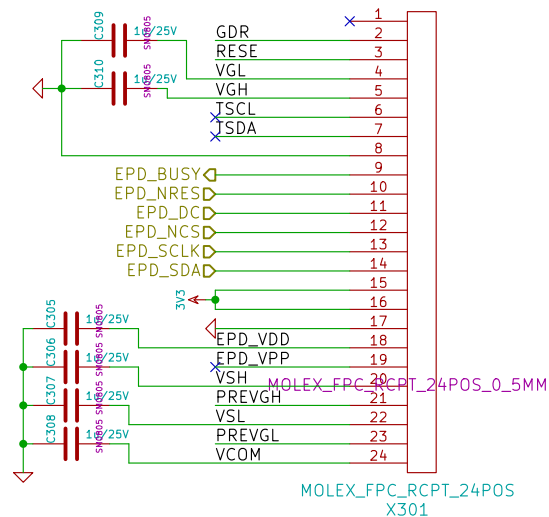 C309
1u/25V
SM0805
C310
1u/25V
SM0805
1
GDR 2
RESE 3
VGL 4
VGH 5
TSCL 6
TSDA 7
8
EPD_BUSY 9
EPD_NRES 10
EPD_DC 11
EPD_NCS 12
EPD_SCLK 13
EPD_SDA 14
15
3V3
16
17
EPD_VDD 18
EPD_VPP 19
VSH 20
MOLEX_FPC_RCPT_24POS_0_5MM
PREVGH 21
VSL 22
PREVGL 23
VCOM 24
C305
1u/25V
SM0805
C306
1u/25V
SM0805
C307
1u/25V
SM0805
C308
1u/25V
SM0805
MOLEX_FPC_RCPT_24POS
X301